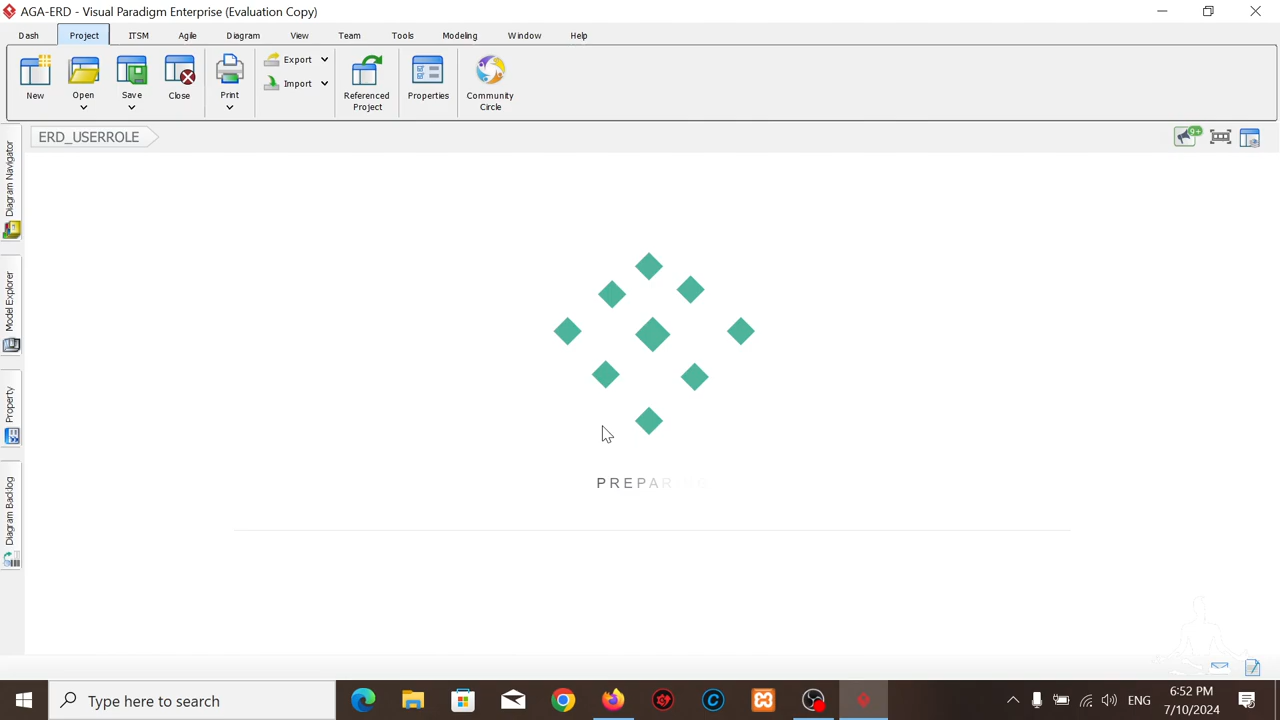 AGA-ERD - Visual Paradigm Enterprise (Evaluation Copy)
Dash Project ITSM Agile Diagram View Team Tools Modeling Window Help
New Open Save Close Print Export Import Referenced Project Properties Community Circle
ERD_USERROLE
9+
Diagram Navigator
Model Explorer
Property
Diagram Backlog
PREPARING
Type here to search
ENG
6:52 PM
7/10/2024